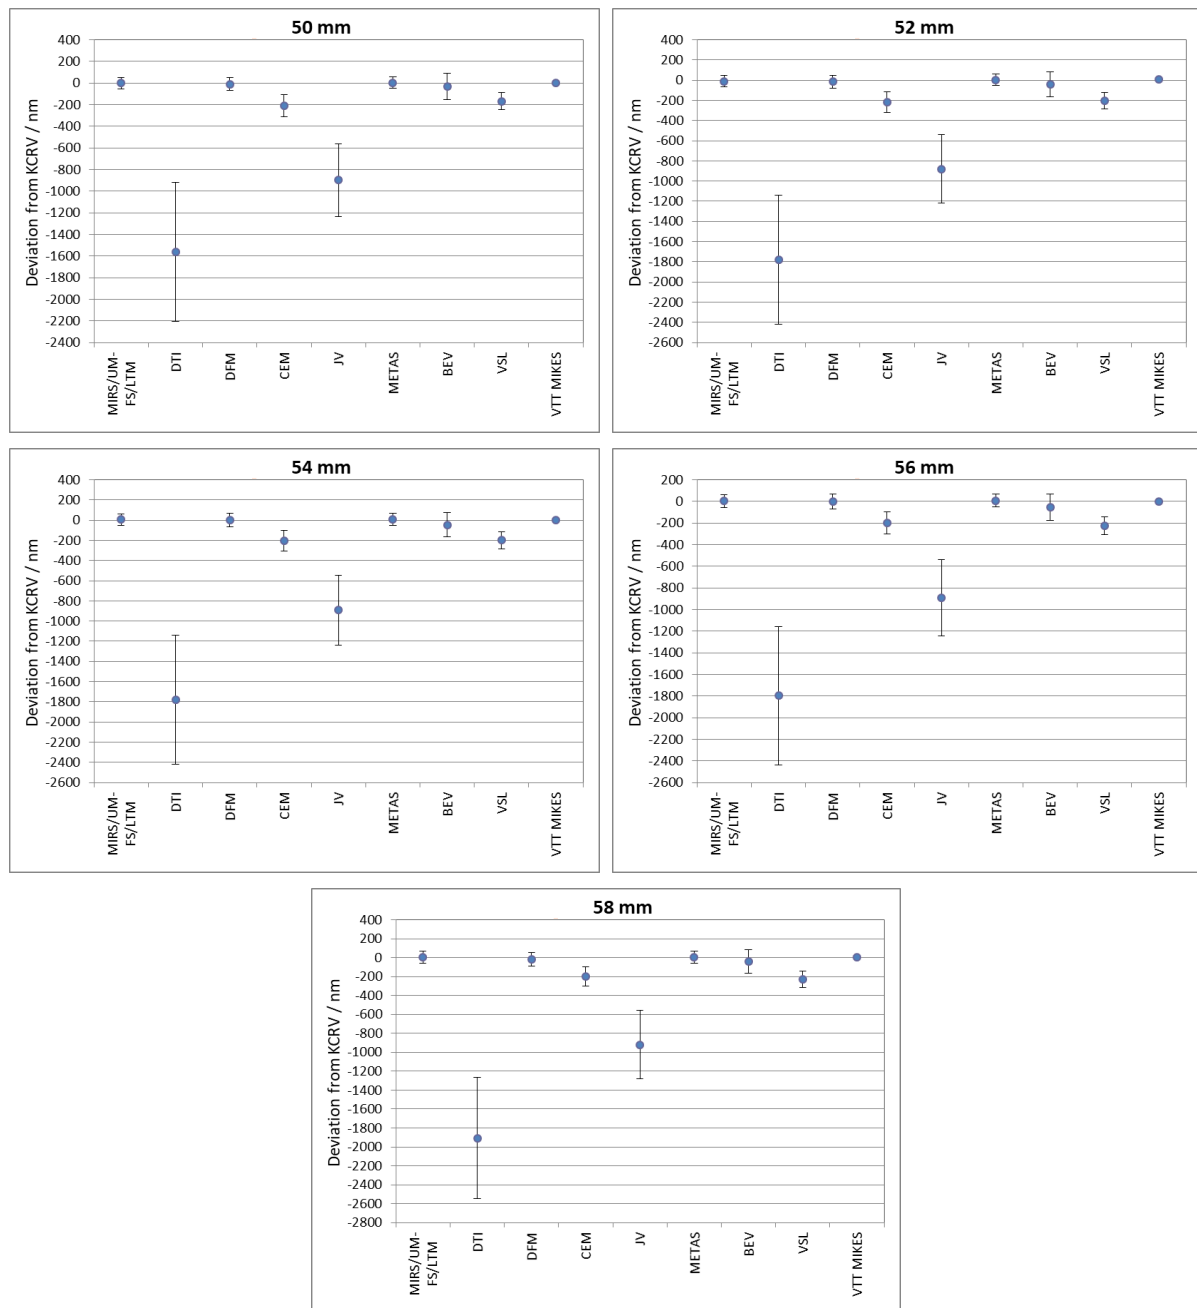 50 mm
Deviation from KCRV / nm
400
200
0
-200
-400
-600
-800
-1000
-1200
-1400
-1600
-1800
-2000
-2200
-2400
MIRS/UM-
FS/LTM
DTI
DFM
CEM
JV
METAS
BEV
VSL
VTT MIKES
52 mm
Deviation from KCRV / nm
400
200
0
-200
-400
-600
-800
-1000
-1200
-1400
-1600
-1800
-2000
-2200
-2400
-2600
MIRS/UM-
FS/LTM
DTI
DFM
CEM
JV
METAS
BEV
VSL
VTT MIKES
54 mm
Deviation from KCRV / nm
400
200
0
-200
-400
-600
-800
-1000
-1200
-1400
-1600
-1800
-2000
-2200
-2400
-2600
MIRS/UM-
FS/LTM
DTI
DFM
CEM
JV
METAS
BEV
VSL
VTT MIKES
56 mm
Deviation from KCRV / nm
200
0
-200
-400
-600
-800
-1000
-1200
-1400
-1600
-1800
-2000
-2200
-2400
-2600
MIRS/UM-
FS/LTM
DTI
DFM
CEM
JV
METAS
BEV
VSL
VTT MIKES
58 mm
Deviation from KCRV / nm
400
200
0
-200
-400
-600
-800
-1000
-1200
-1400
-1600
-1800
-2000
-2200
-2400
-2600
-2800
MIRS/UM-
FS/LTM
DTI
DFM
CEM
JV
METAS
BEV
VSL
VTT MIKES